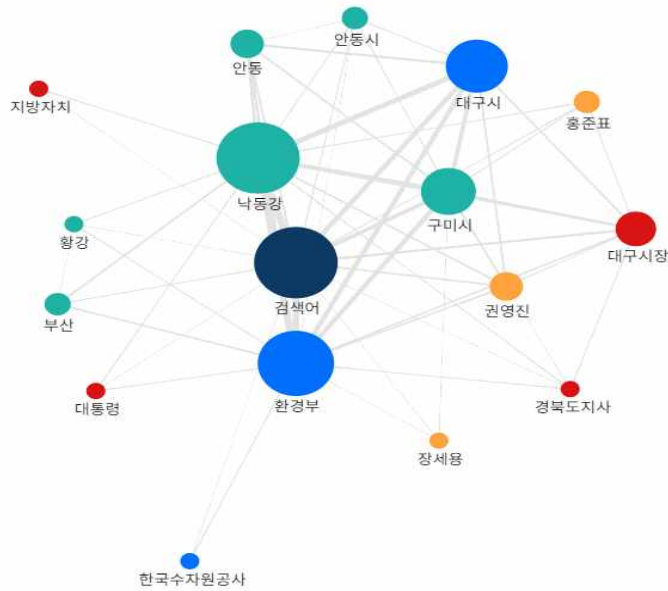 안동시
안동
대구시
지방자치
홍준표
낙동강
구미시
황강
대구시장
검색어
권영진
부산
대통령
환경부
경북도지사
장세용
한국수자원공사